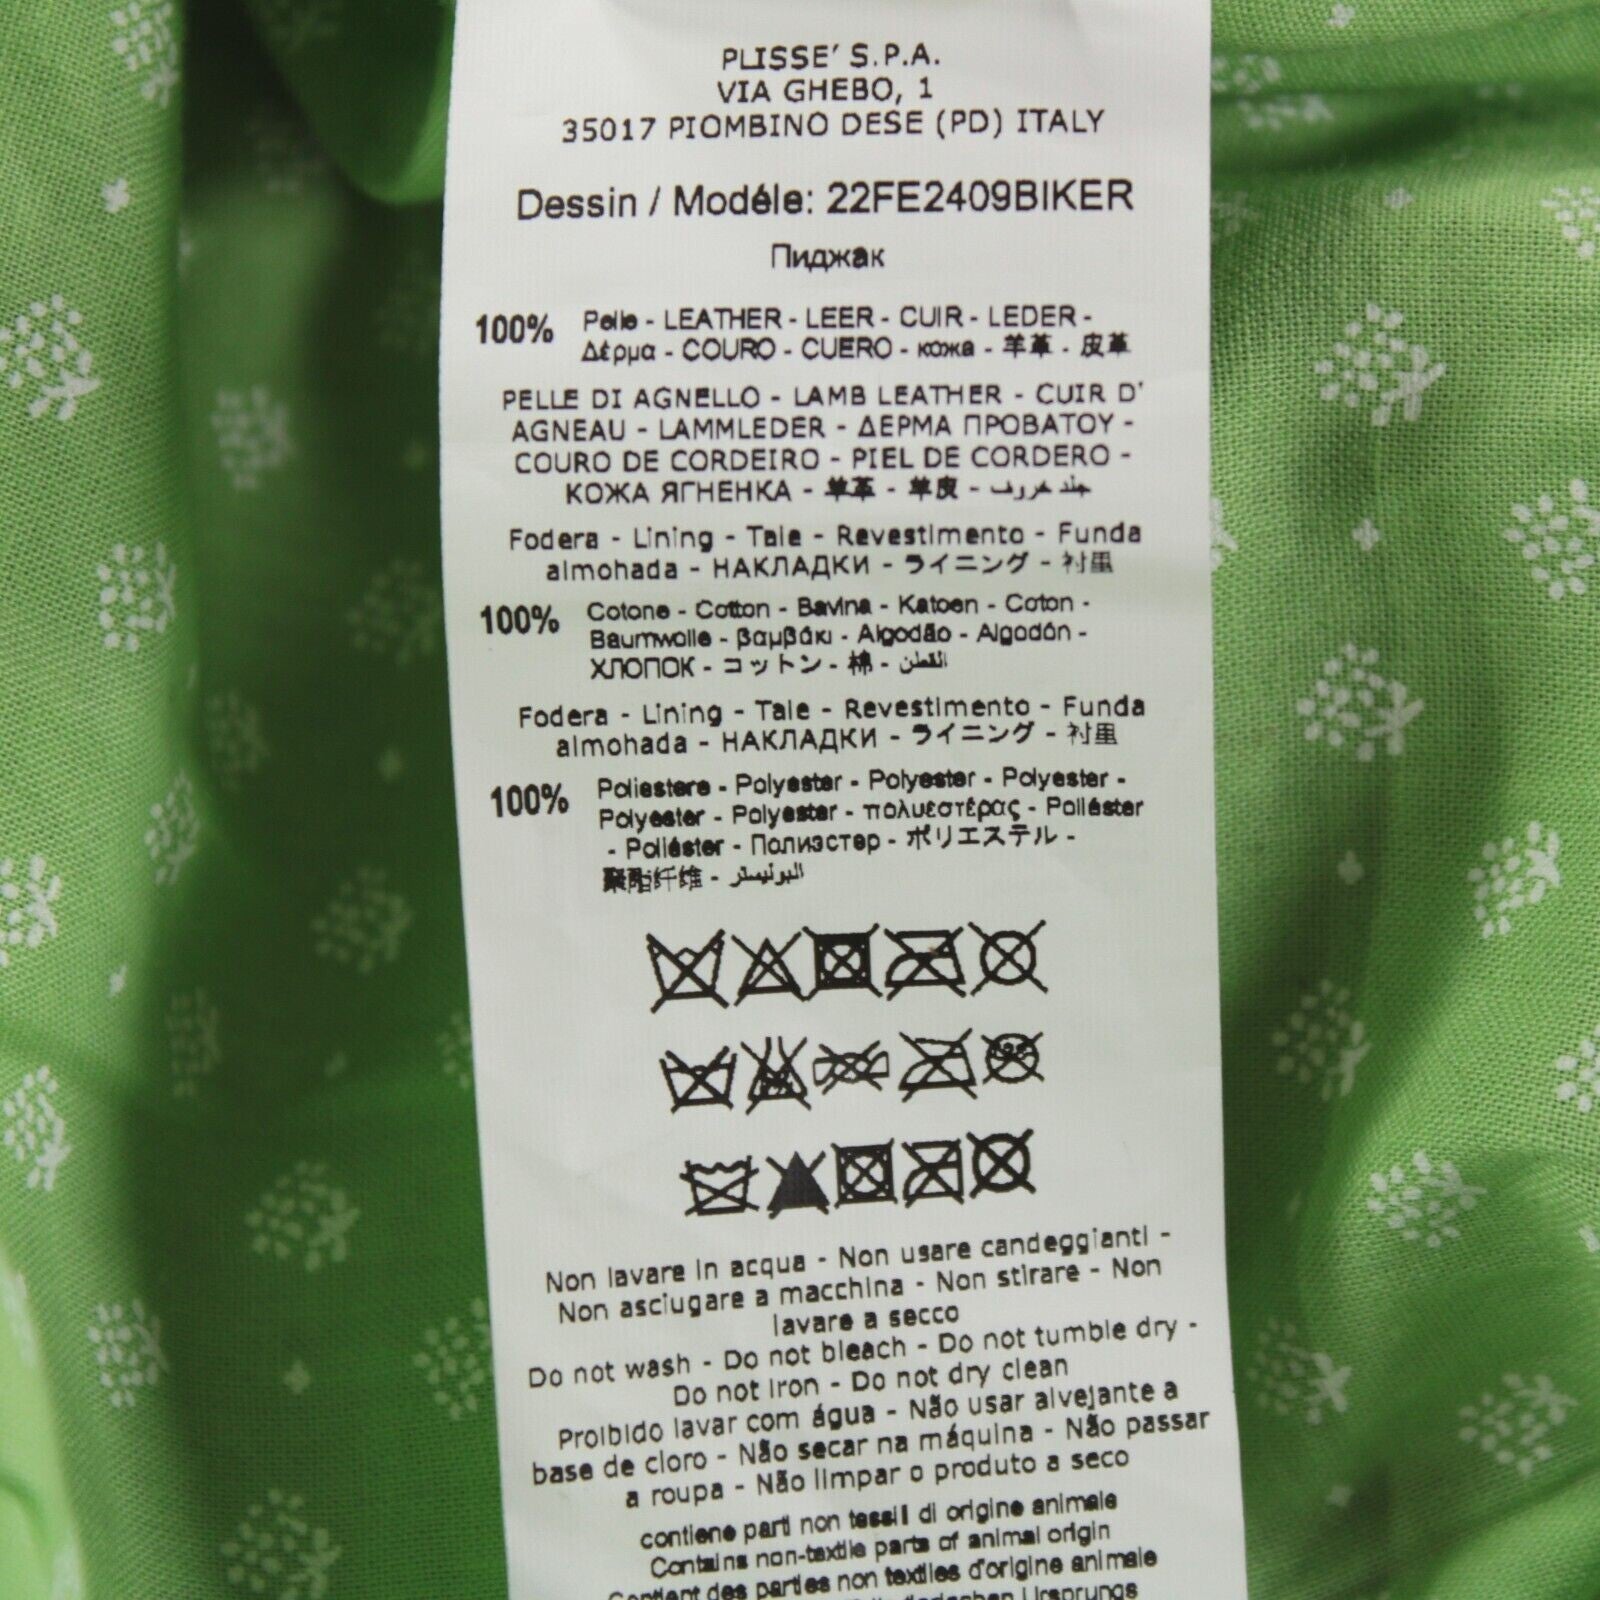 PLISSE' S.P.A.
VIA GHEBO, 1
35017 PIOMBINO DESE (PD) ITALY
Dessin / Modéle: 22FE2409BIKER
Пиджак
100% Pelle - LEATHER - LEER - CUIR - LEDER -
Δέρμα - COURO - CUERO - кожа - 羊革 - 皮革
PELLE DI AGNELLO - LAMB LEATHER - CUIR D'
AGNEAU - LAMMLEDER - ΔΕΡΜΑ ΠΡΟΒΑΤΟΥ -
COURO DE CORDEIRO - PIEL DE CORDERO -
КОЖА ЯГНЕНКА - 羊革 - 羊皮 - جلد خروف
Fodera - Lining - Taie - Revestimento - Funda
almohada - НАКЛАДКИ - ライニング - 衬里
100% Cotone - Cotton - Bavlna - Katoen - Coton -
Baumwolle - βαμβάκι - Algodão - Algodón -
ХЛОПОК - コットン - 棉 - القطن
Fodera - Lining - Taie - Revestimento - Funda
almohada - НАКЛАДКИ - ライニング - 衬里
100% Poliestere - Polyester - Polyester - Polyester -
Polyester - Polyester - πολυεστέρας - Poliéster
- Poliéster - Полиэстер - ポリエステル -
聚酯纤维 - البوليستر
Non lavare in acqua - Non usare candeggianti -
Non asciugare a macchina - Non stirare - Non
lavare a secco
Do not wash - Do not bleach - Do not tumble dry -
Do not iron - Do not dry clean
Proibido lavar com água - Não usar alvejante a
base de cloro - Não secar na máquina - Não passar
a roupa - Não limpar o produto a seco
contiene parti non tessili di origine animale
Contains non-textile parts of animal origin
Contient des parties non textiles d'origine animale
Ursprungs